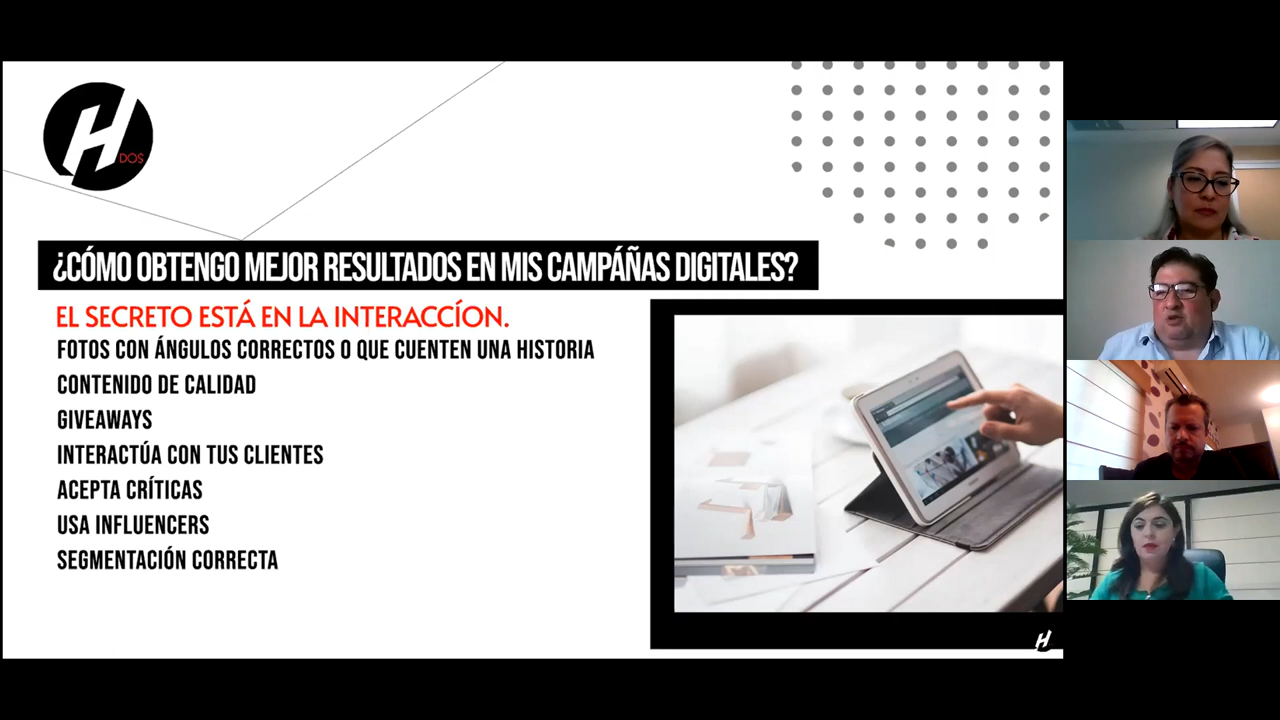 H
DOS
¿CÓMO OBTENGO MEJOR RESULTADOS EN MIS CAMPÁÑAS DIGITALES?
EL SECRETO ESTÁ EN LA INTERACCÍON.
FOTOS CON ÁNGULOS CORRECTOS O QUE CUENTEN UNA HISTORIA
CONTENIDO DE CALIDAD
GIVEAWAYS
INTERACTÚA CON TUS CLIENTES
ACEPTA CRÍTICAS
USA INFLUENCERS
SEGMENTACIÓN CORRECTA
H